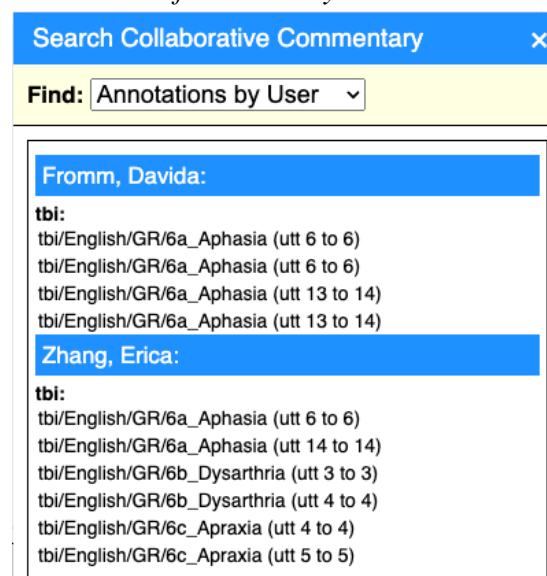 Search Collaborative Commentary ×
Find: Annotations by User
Fromm, Davida:
tbi:
tbi/English/GR/6a_Aphasia (utt 6 to 6)
tbi/English/GR/6a_Aphasia (utt 6 to 6)
tbi/English/GR/6a_Aphasia (utt 13 to 14)
tbi/English/GR/6a_Aphasia (utt 13 to 14)
Zhang, Erica:
tbi:
tbi/English/GR/6a_Aphasia (utt 6 to 6)
tbi/English/GR/6a_Aphasia (utt 14 to 14)
tbi/English/GR/6b_Dysarthria (utt 3 to 3)
tbi/English/GR/6b_Dysarthria (utt 4 to 4)
tbi/English/GR/6c_Apraxia (utt 4 to 4)
tbi/English/GR/6c_Apraxia (utt 5 to 5)